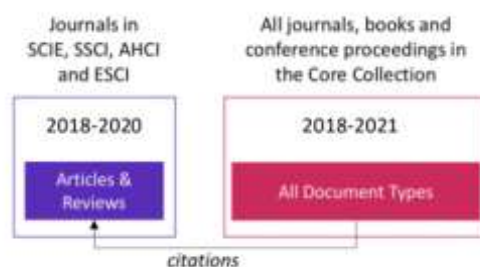 Journals in
SCIE, SSCI, AHCI
and ESCI
2018-2020
Articles &
Reviews
All journals, books and
conference proceedings in
the Core Collection
2018-2021
All Document Types
citations